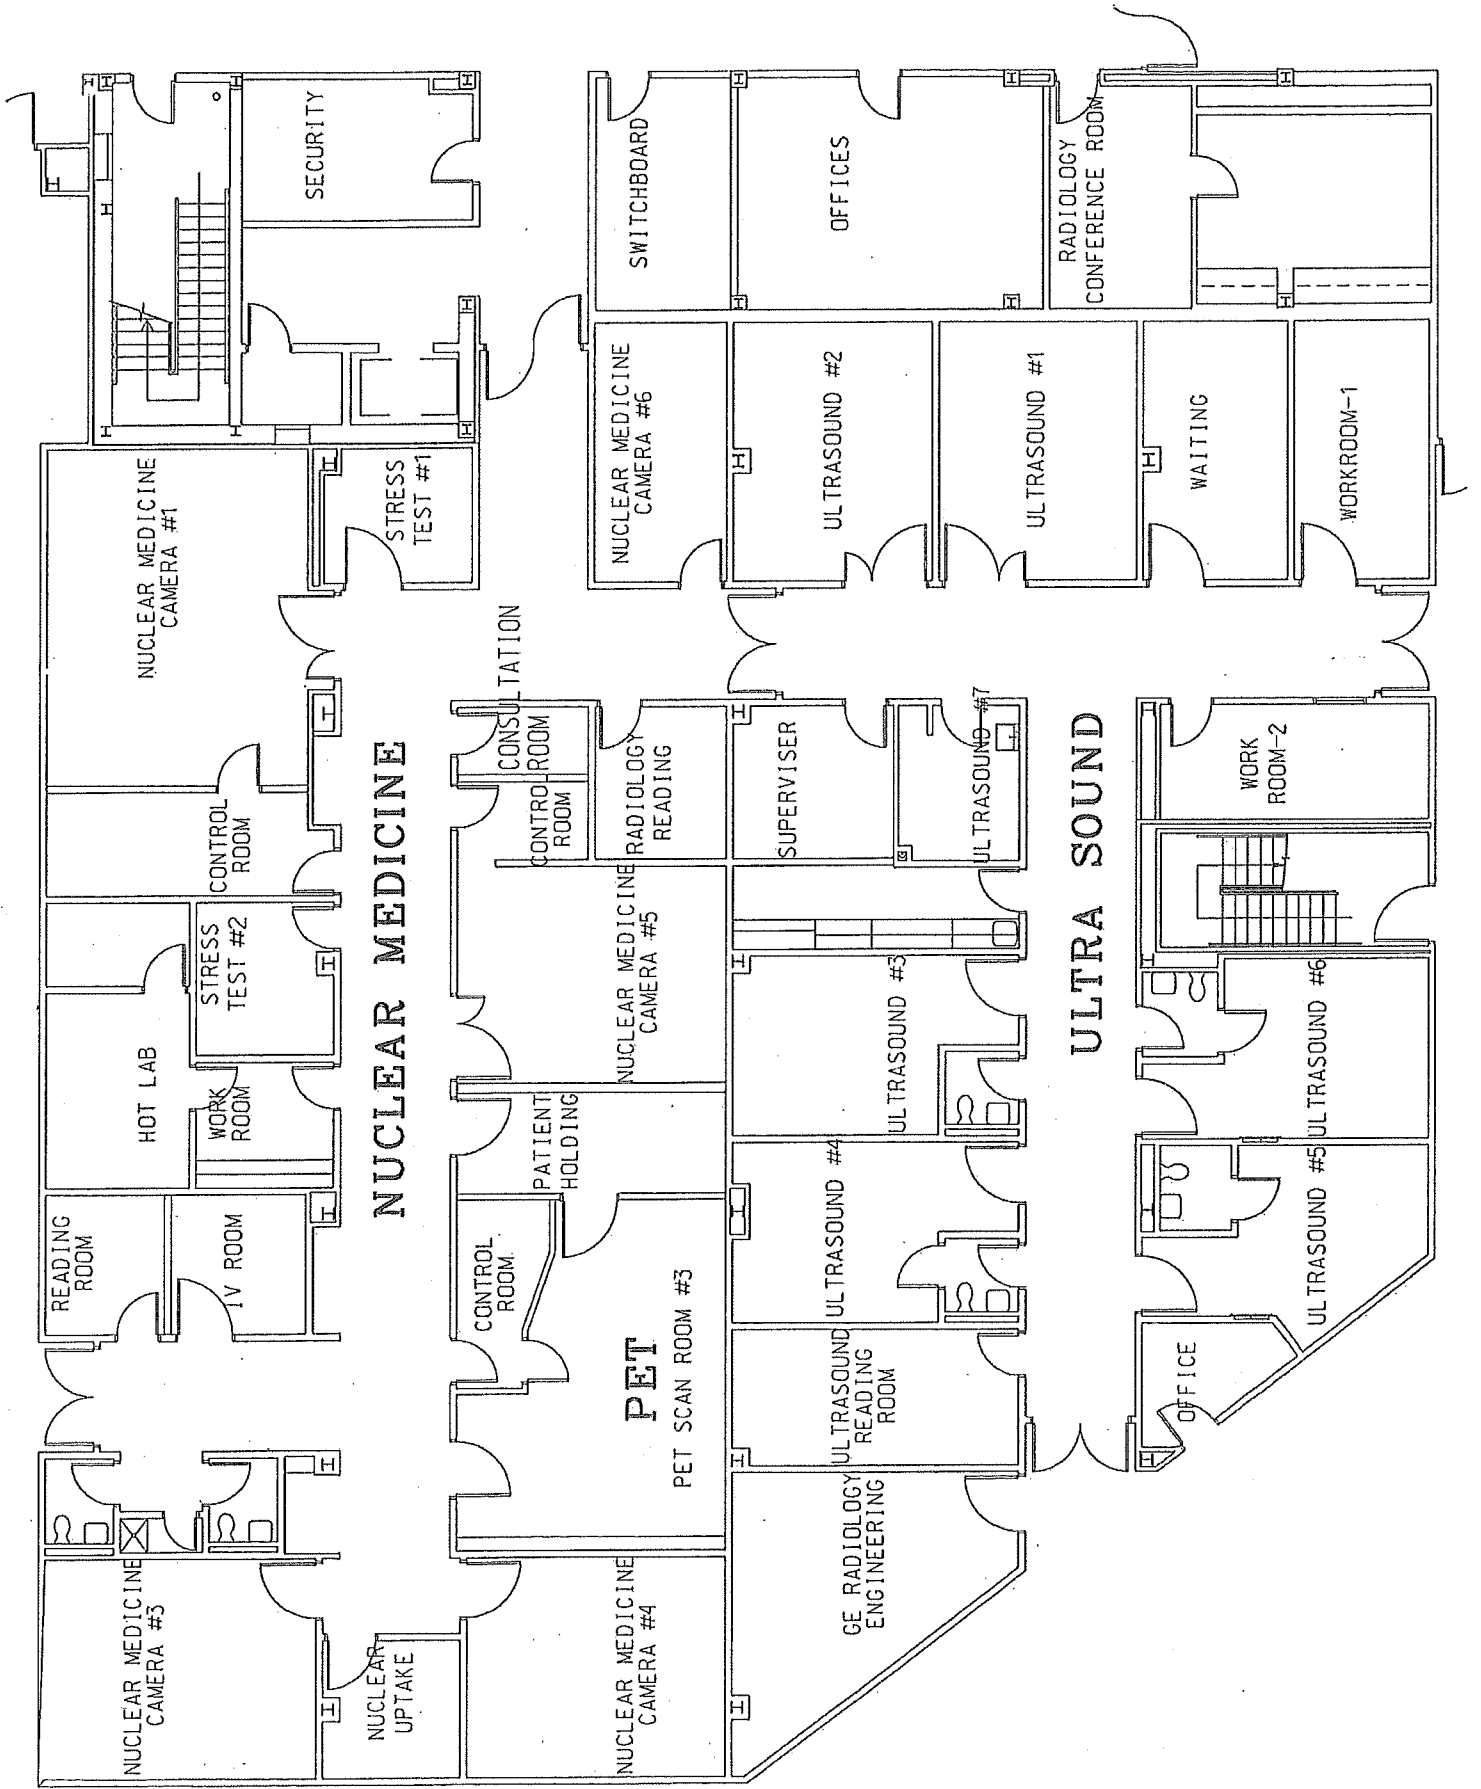 SECURITY
SWITCHBOARD
OFFICES
RADIOLOGY
CONFERENCE ROOM
NUCLEAR MEDICINE
CAMERA #1
STRESS
TEST #1
NUCLEAR MEDICINE
CAMERA #6
ULTRASOUND #2
ULTRASOUND #1
WAITING
WORKROOM-1
CONTROL
ROOM
NUCLEAR MEDICINE
CONSULTATION
ROOM
CONTROL
ROOM
RADIOLOGY
READING
SUPERVISER
ULTRASOUND #7
ULTRA SOUND
WORK
ROOM-2
STRESS
TEST #2
HOT LAB
WORK
ROOM
NUCLEAR MEDICINE
CAMERA #5
PATIENT
HOLDING
ULTRASOUND #3
ULTRASOUND #4
ULTRASOUND #6
ULTRASOUND #5
READING
ROOM
IV ROOM
CONTROL
ROOM
PET
PET SCAN ROOM #3
ULTRASOUND
READING
ROOM
OFFICE
NUCLEAR MEDICINE
CAMERA #3
NUCLEAR
UPTAKE
NUCLEAR MEDICINE
CAMERA #4
GE RADIOLOGY
ENGINEERING